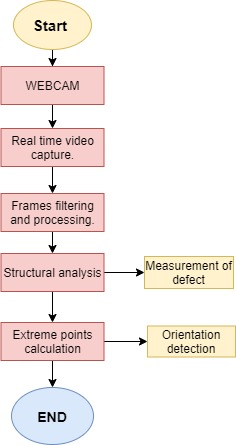 Start
WEBCAM
Real time video
capture.
Frames filtering
and processing.
Structural analysis
Measurement of
defect
Extreme points
calculation
Orientation
detection
END